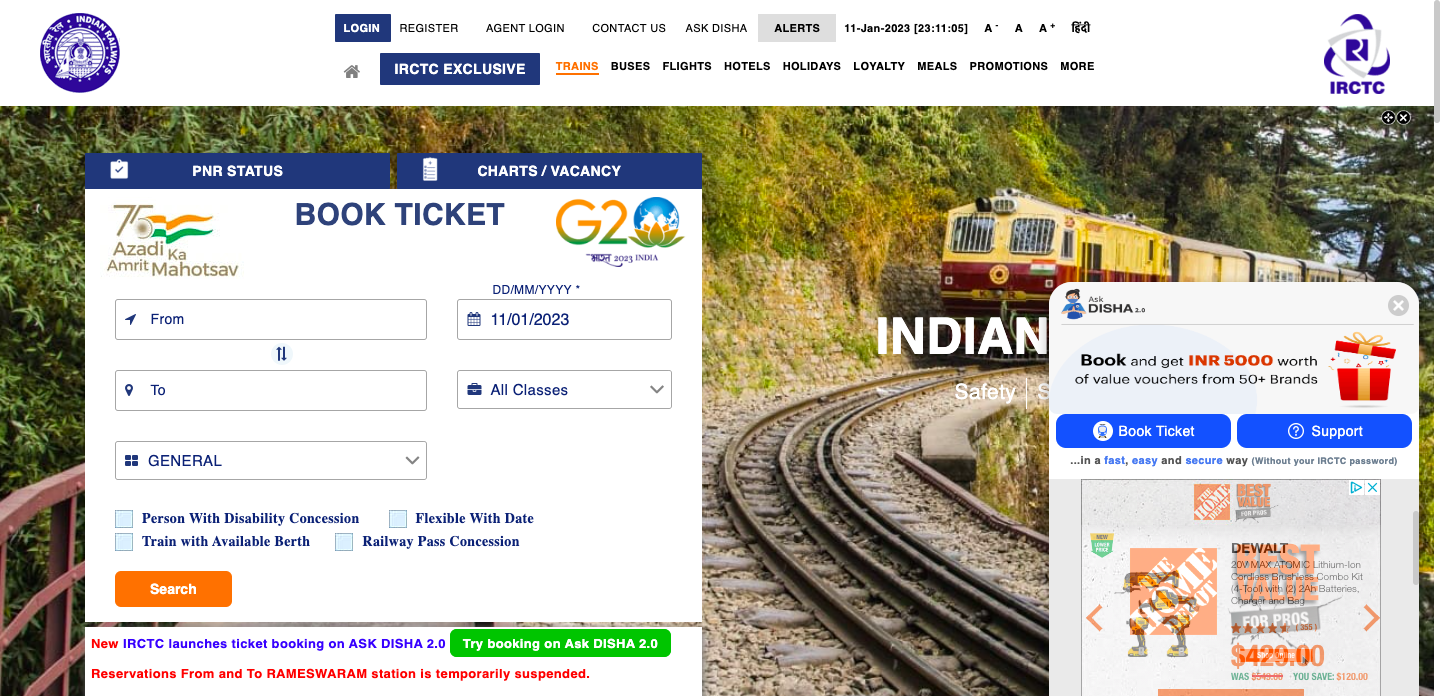 LOGIN REGISTER AGENT LOGIN CONTACT US ASK DISHA ALERTS 11-Jan-2023 [23:11:05] A - A A + हिंदी
IRCTC EXCLUSIVE TRAINS BUSES FLIGHTS HOTELS HOLIDAYS LOYALTY MEALS PROMOTIONS MORE
INDIAN RAILWAYS
भारतीय रेल
IRCTC
PNR STATUS CHARTS / VACANCY
75
Azadi Ka
Amrit Mahotsav
BOOK TICKET
G20
भारत 2023 INDIA
DD/MM/YYYY *
From
11/01/2023
To
All Classes
GENERAL
Person With Disability Concession
Flexible With Date
Train with Available Berth
Railway Pass Concession
Search
New IRCTC launches ticket booking on ASK DISHA 2.0 Try booking on Ask DISHA 2.0
Reservations From and To RAMESWARAM station is temporarily suspended.
INDIAN
Safety | S
Ask
DISHA 2.0
Book and get INR 5000 worth
of value vouchers from 50+ Brands
Book Ticket
Support
...in a fast, easy and secure way (Without your IRCTC password)
THE HOME DEPOT
BEST VALUE
FOR PROS
NEW
LOWER PRICE
DEWALT
20V MAX ATOMIC Lithium-Ion
Cordless Brushless Combo Kit
(4-Tool) with (2) 2Ah Batteries,
Charger and Bag
BEST
VALUE
FOR PROS
( 355 )
$429.00
WAS $549.00 YOU SAVE: $120.00